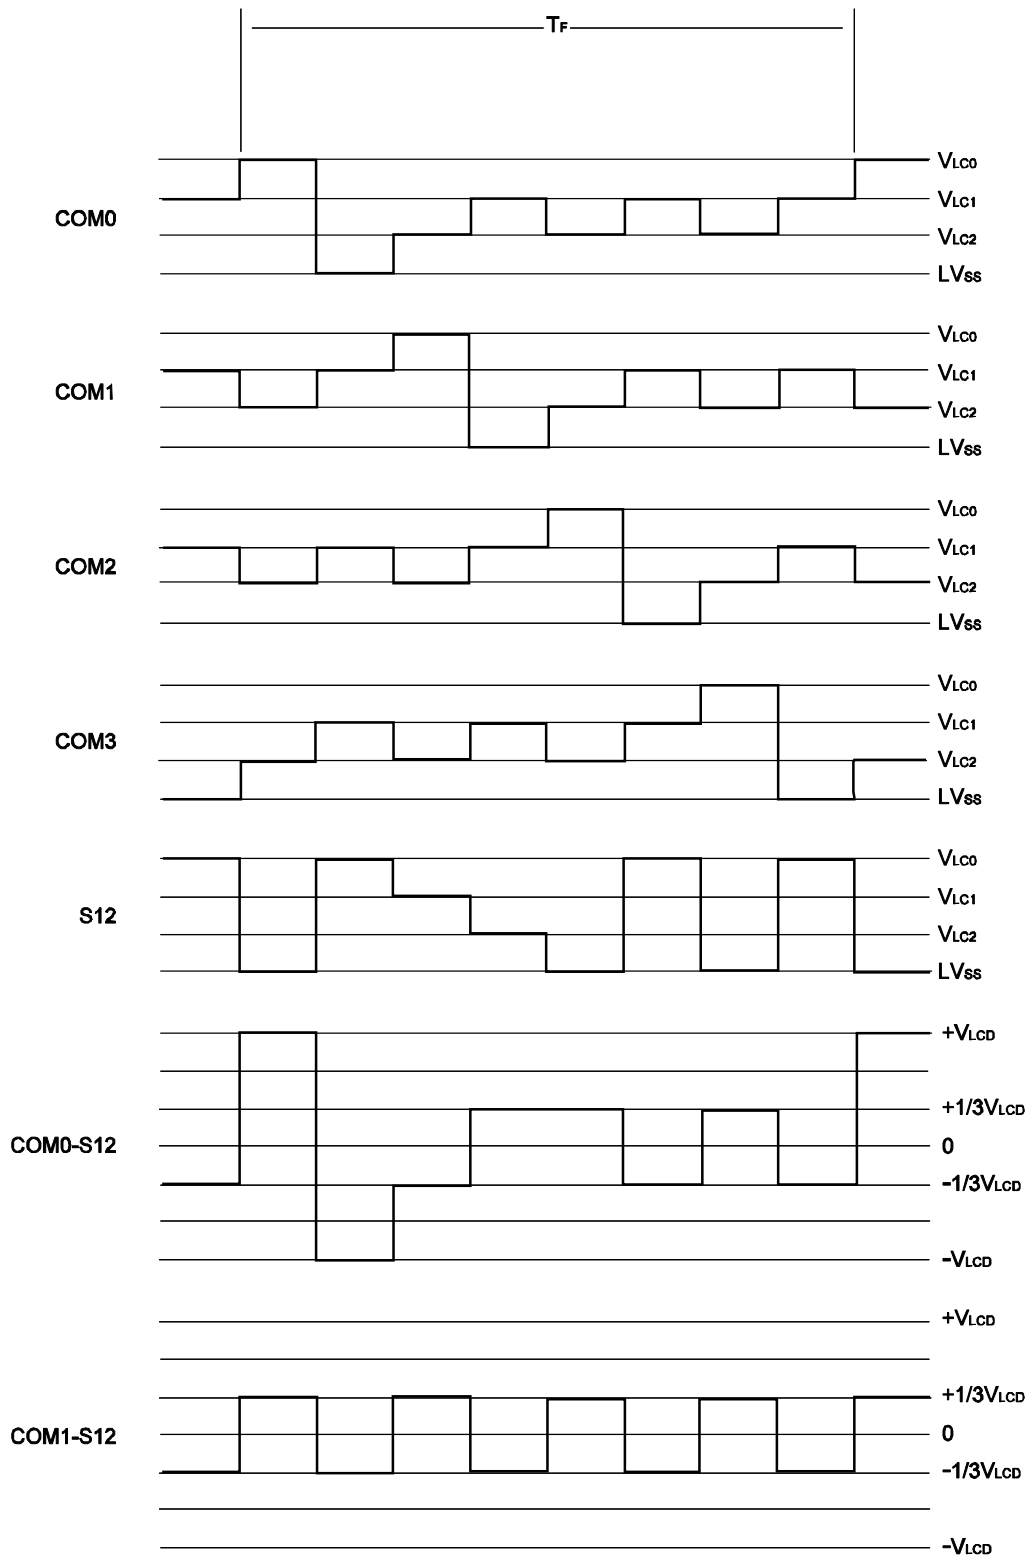 TF
VLC0
COM0
VLC1
VLC2
LVSS
VLC0
COM1
VLC1
VLC2
LVSS
VLC0
COM2
VLC1
VLC2
LVSS
VLC0
COM3
VLC1
VLC2
LVSS
VLC0
S12
VLC1
VLC2
LVSS
+VLCD
+1/3VLCD
COM0-S12
0
-1/3VLCD
-VLCD
+VLCD
+1/3VLCD
COM1-S12
0
-1/3VLCD
-VLCD